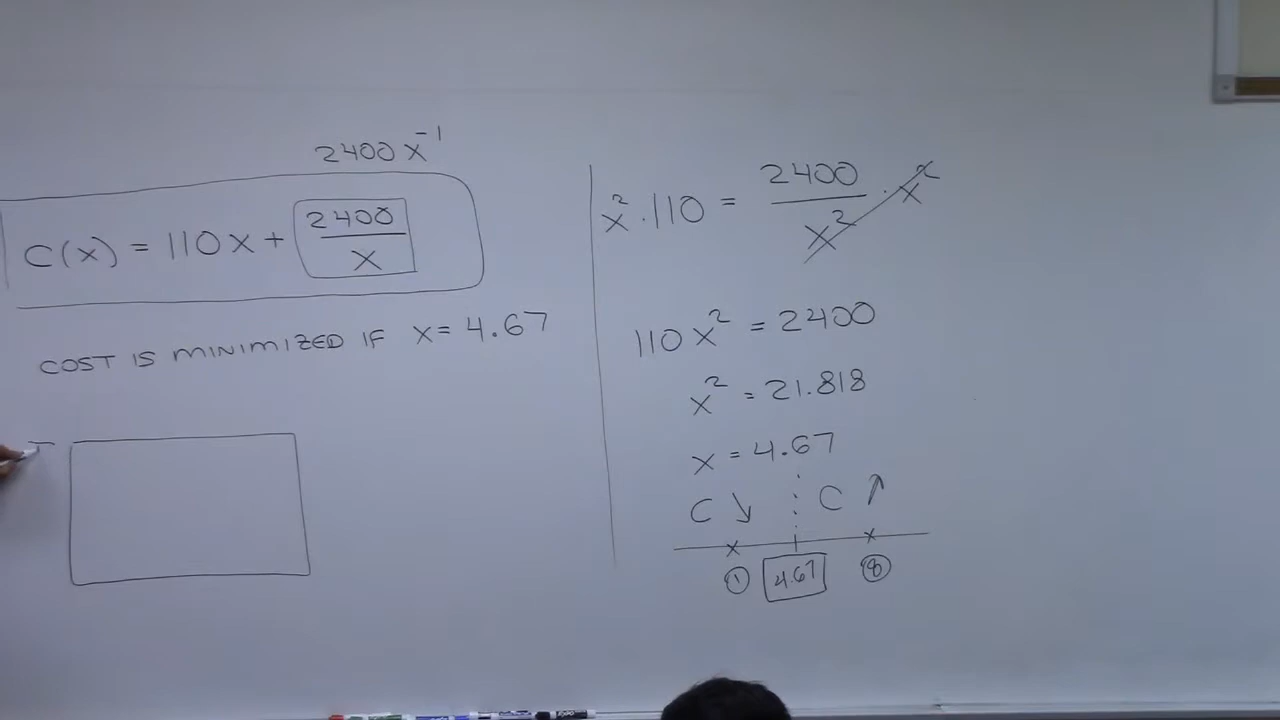 2400x⁻¹
C(x) = 110x + 2400/x
COST IS MINIMIZED IF x = 4.67
x² · 110 = 2400/x² · x²
110x² = 2400
x² = 21.818
x = 4.67
C ↘ C ↑
1 4.67 8